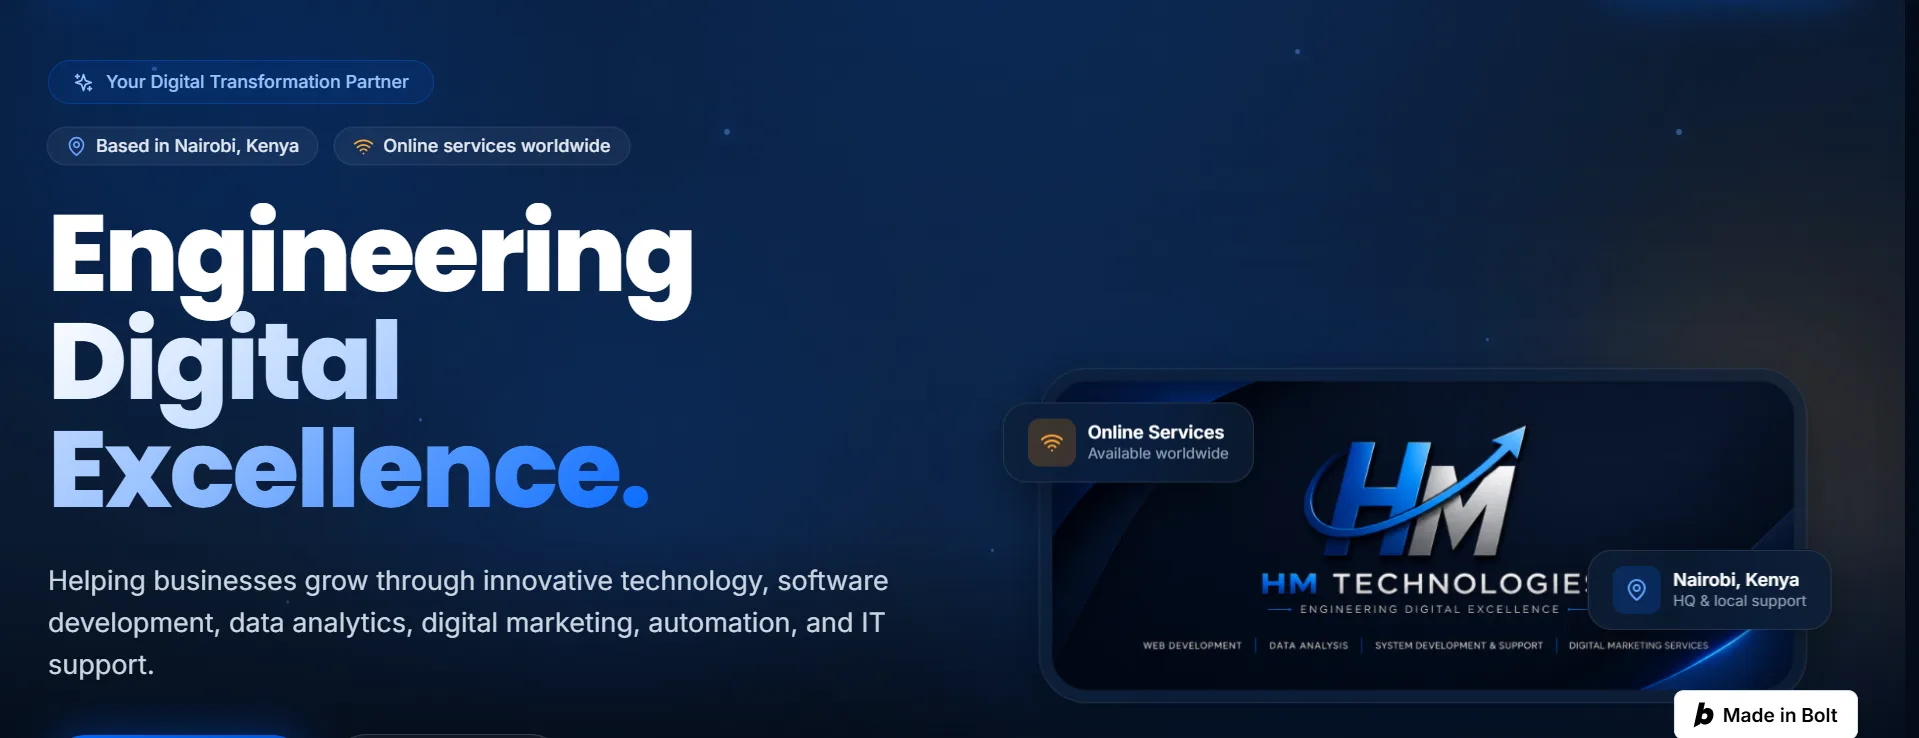 Your Digital Transformation Partner
Based in Nairobi, Kenya
Online services worldwide
Engineering
Digital
Excellence.
Helping businesses grow through innovative technology, software
development, data analytics, digital marketing, automation, and IT
support.
Online Services
Available worldwide
HM
HM TECHNOLOGIES
ENGINEERING DIGITAL EXCELLENCE
Nairobi, Kenya
HQ & local support
WEB DEVELOPMENT | DATA ANALYSIS | SYSTEM DEVELOPMENT & SUPPORT | DIGITAL MARKETING SERVICES
b Made in Bolt